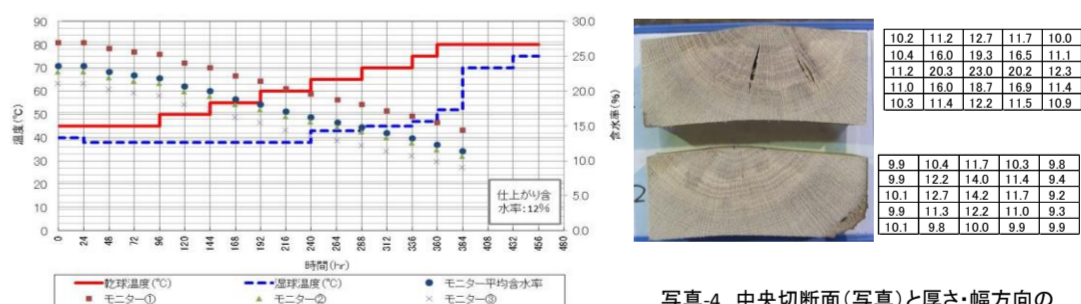 90
80
70
60
50
40
30
20
10
0
温度(℃)
30.0
25.0
20.0
15.0
10.0
5.0
0.0
含水率(%)
仕上がり含
水率:12%
0 24 48 72 96 120 144 168 192 216 240 264 288 312 336 360 384 408 432 456 480
時間(hr)
乾球温度(℃) 湿球温度(℃) モニター平均含水率
モニター① モニター② モニター③
10.2 11.2 12.7 11.7 10.0
10.4 16.0 19.3 16.5 11.1
11.2 20.3 23.0 20.2 12.3
11.0 16.0 18.7 16.9 11.4
10.3 11.4 12.2 11.5 10.9
2
9.9 10.4 11.7 10.3 9.8
9.9 12.2 14.0 11.4 9.4
10.1 12.7 14.2 11.7 9.2
9.9 11.3 12.2 11.0 9.3
10.1 9.8 10.0 9.9 9.9
写真-4 中央切断面(写真)と厚さ・幅方向の